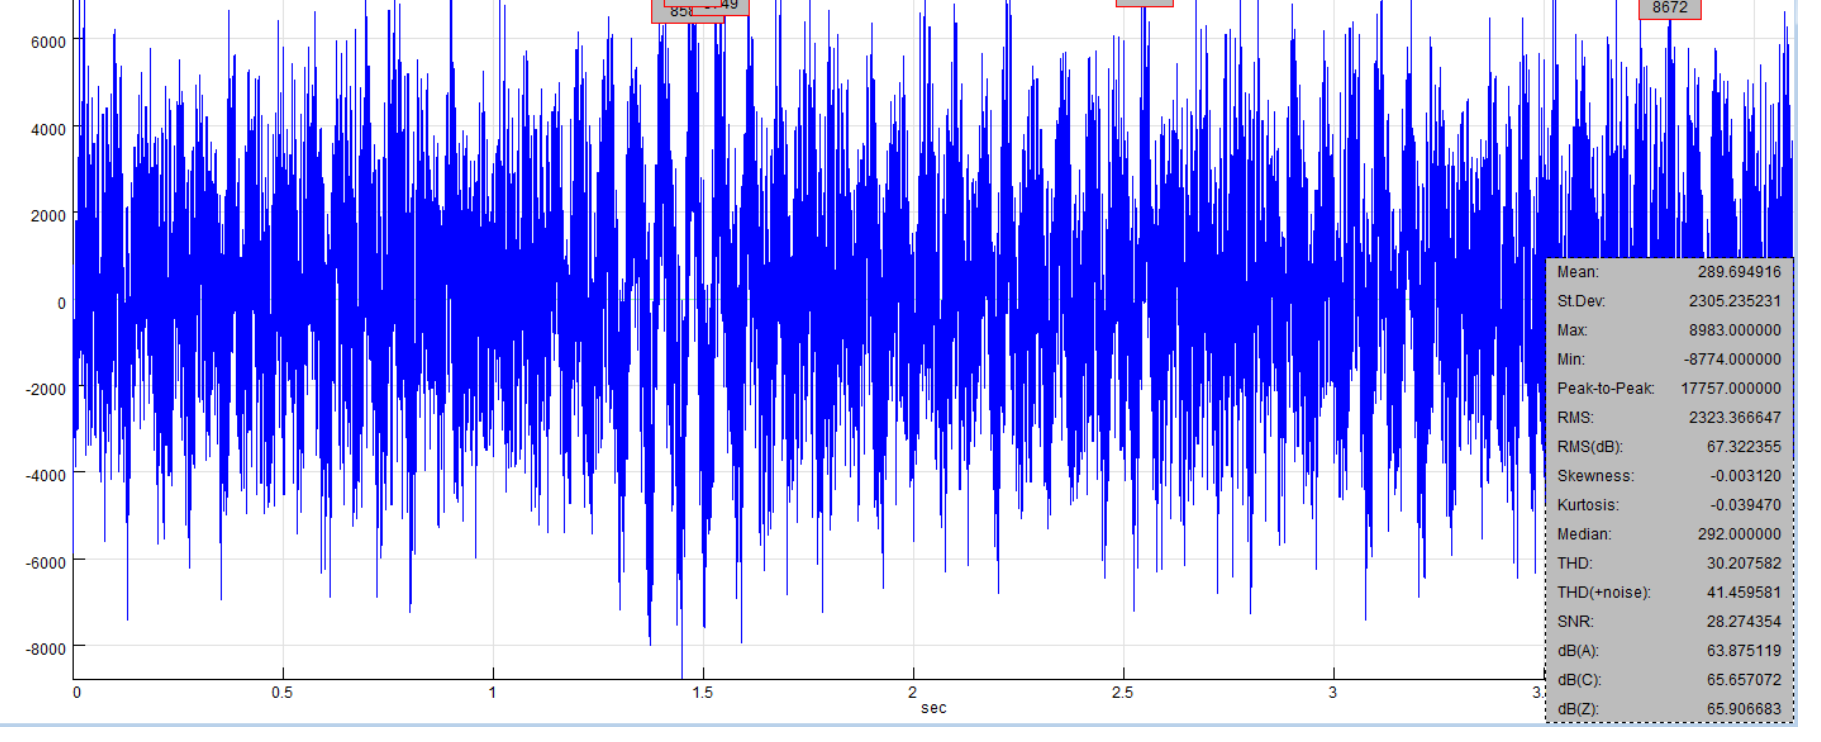 8672
6000
4000
2000
0
-2000
-4000
-6000
-8000
0 0.5 1 1.5 2 2.5 3
sec
Mean: 289.694916
St.Dev: 2305.235231
Max: 8983.000000
Min: -8774.000000
Peak-to-Peak: 17757.000000
RMS: 2323.366647
RMS(dB): 67.322355
Skewness: -0.003120
Kurtosis: -0.039470
Median: 292.000000
THD: 30.207582
THD(+noise): 41.459581
SNR: 28.274354
dB(A): 63.875119
dB(C): 65.657072
dB(Z): 65.906683